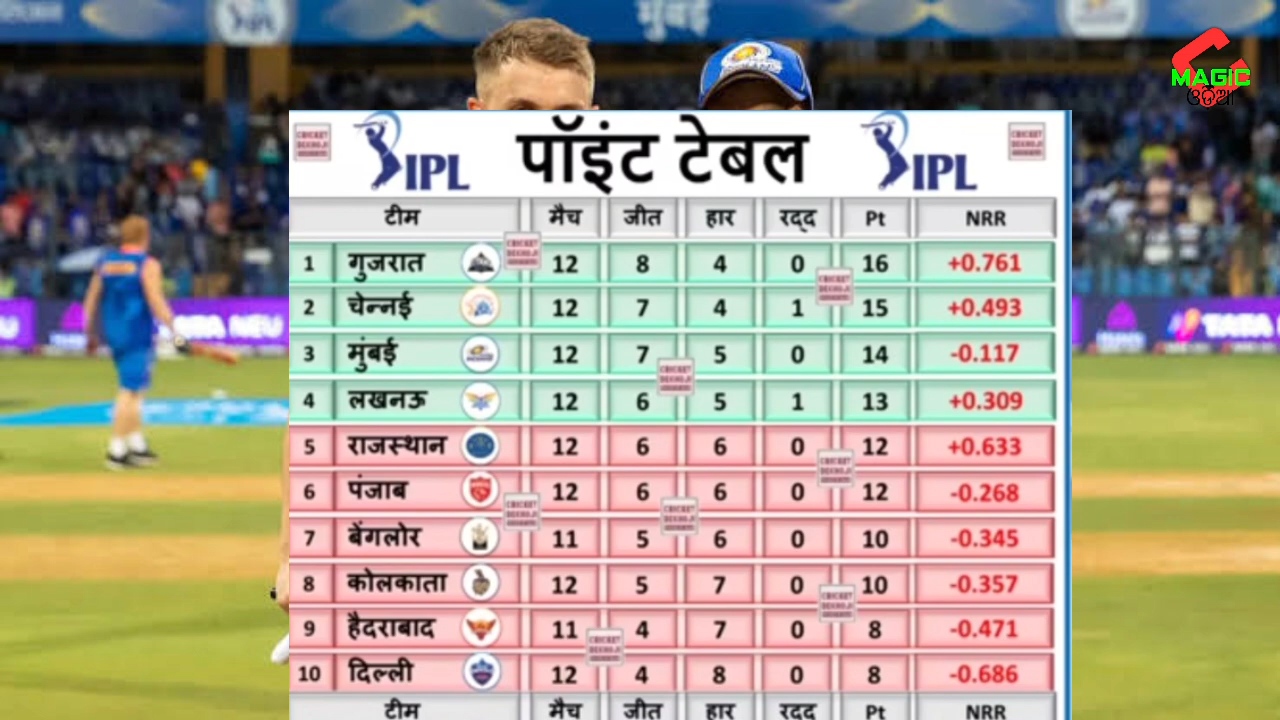 IPL
मुंबई
MAGIC
IPL पॉइंट टेबल IPL
टीम मैच जीत हार रद्द Pt NRR
1 गुजरात 12 8 4 0 16 +0.761
2 चेन्नई 12 7 4 1 15 +0.493
3 मुंबई 12 7 5 0 14 -0.117
4 लखनऊ 12 6 5 1 13 +0.309
5 राजस्थान 12 6 6 0 12 +0.633
6 पंजाब 12 6 6 0 12 -0.268
7 बेंगलोर 11 5 6 0 10 -0.345
8 कोलकाता 12 5 7 0 10 -0.357
9 हैदराबाद 11 4 7 0 8 -0.471
10 दिल्ली 12 4 8 0 8 -0.686
टीम मैच जीत हार रद्द Pt NRR
TATA NEU
TATA